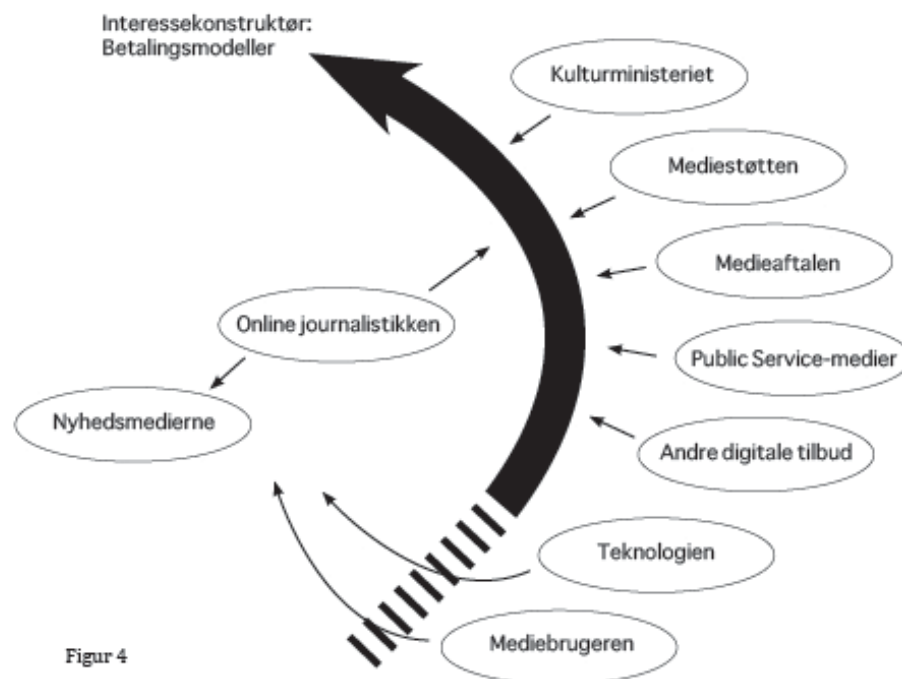 Interessekonstruktør:
Betalingsmodeller
Kulturministeriet
Mediestøtten
Medieaftalen
Online journalistikken
Public Service-medier
Nyhedsmedierne
Andre digitale tilbud
Teknologien
Mediebrugeren
Figur 4